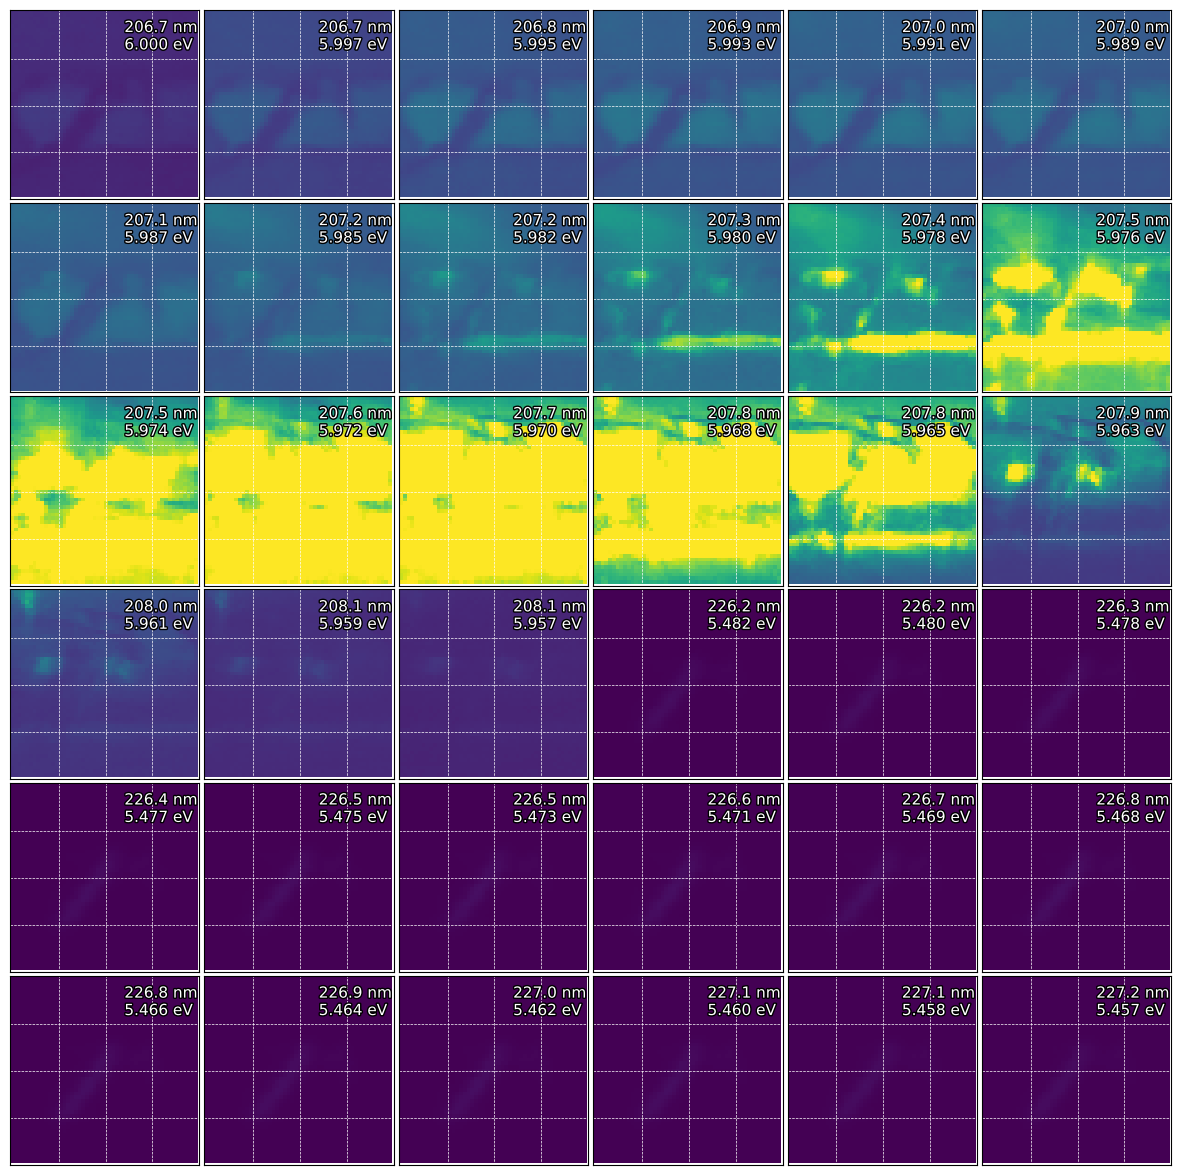 206.7 nm
6.000 eV
206.7 nm
5.997 eV
206.8 nm
5.995 eV
206.9 nm
5.993 eV
207.0 nm
5.991 eV
207.0 nm
5.989 eV
207.1 nm
5.987 eV
207.2 nm
5.985 eV
207.2 nm
5.982 eV
207.3 nm
5.980 eV
207.4 nm
5.978 eV
207.5 nm
5.976 eV
207.5 nm
5.974 eV
207.6 nm
5.972 eV
207.7 nm
5.970 eV
207.8 nm
5.968 eV
207.8 nm
5.965 eV
207.9 nm
5.963 eV
208.0 nm
5.961 eV
208.1 nm
5.959 eV
208.1 nm
5.957 eV
226.2 nm
5.482 eV
226.2 nm
5.480 eV
226.3 nm
5.478 eV
226.4 nm
5.477 eV
226.5 nm
5.475 eV
226.5 nm
5.473 eV
226.6 nm
5.471 eV
226.7 nm
5.469 eV
226.8 nm
5.468 eV
226.8 nm
5.466 eV
226.9 nm
5.464 eV
227.0 nm
5.462 eV
227.1 nm
5.460 eV
227.1 nm
5.458 eV
227.2 nm
5.457 eV